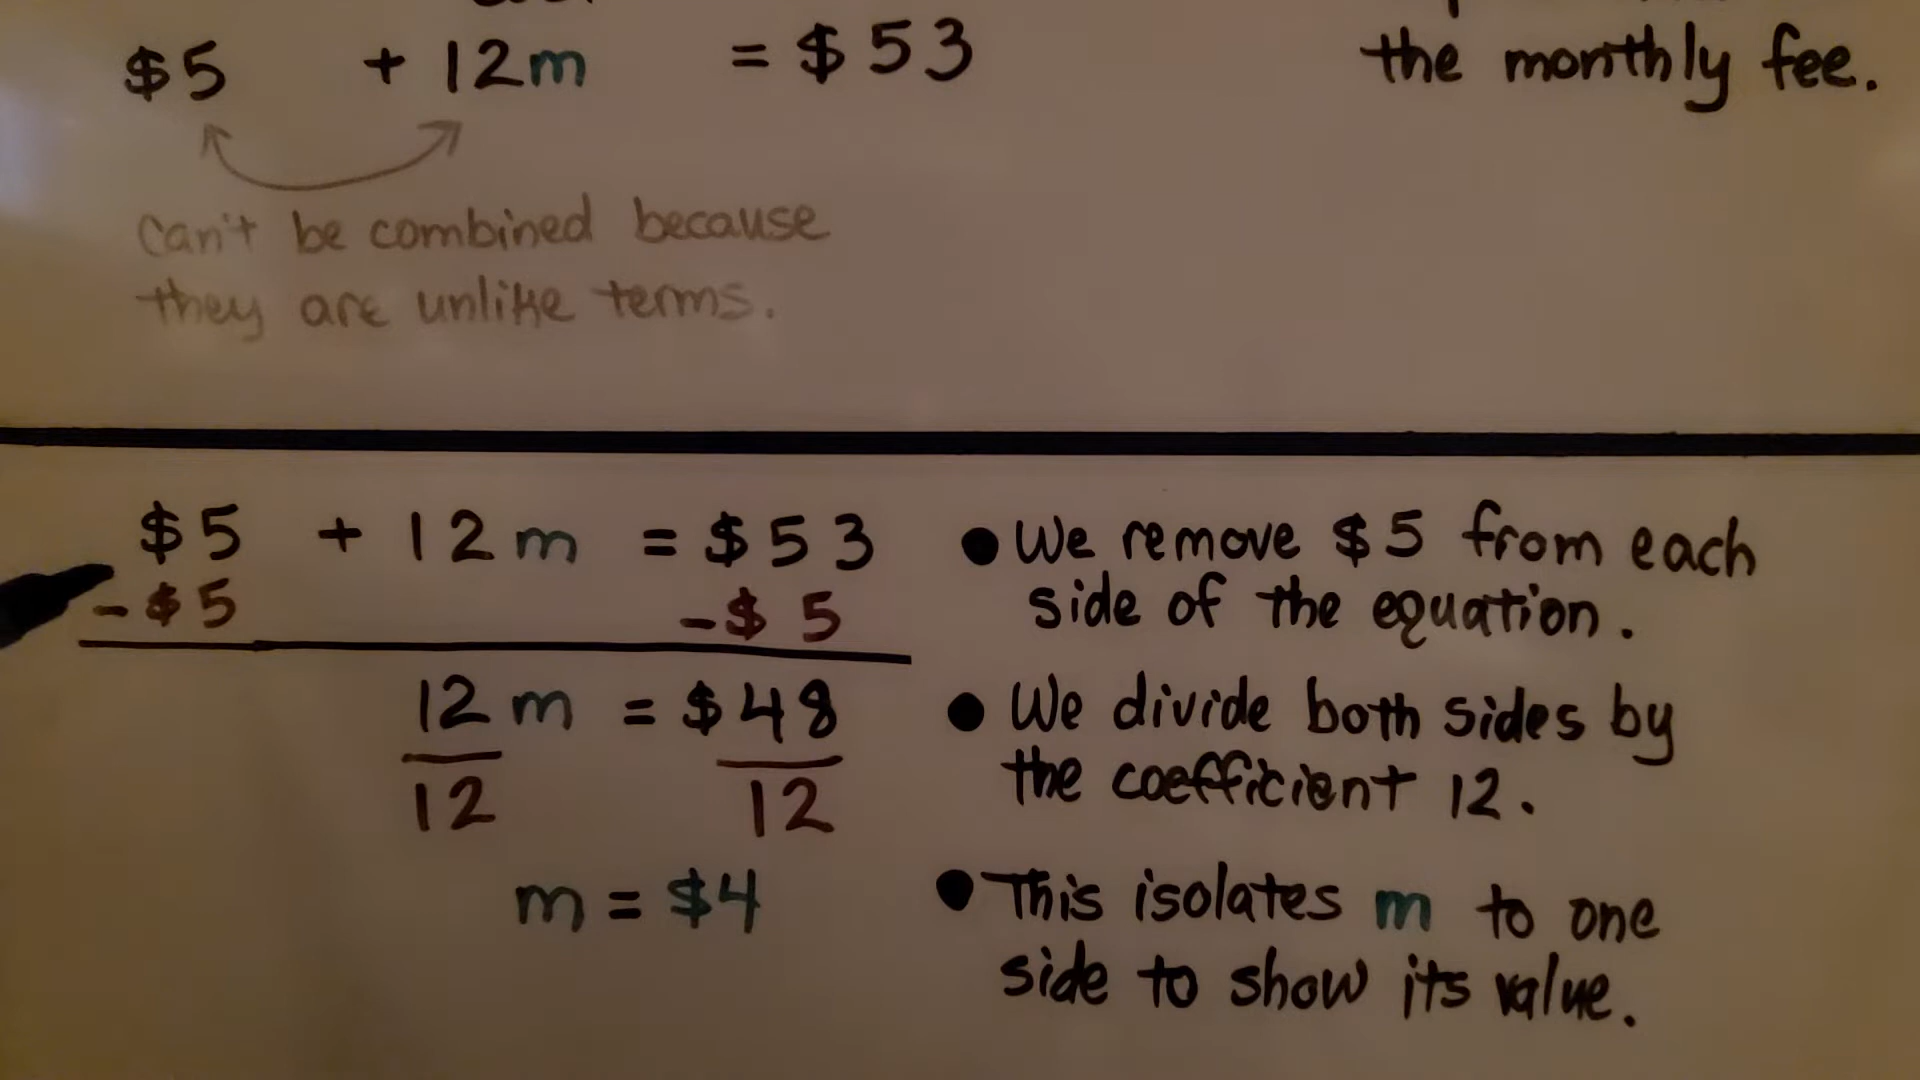 $5 + 12m = $53
the monthly fee.
Can't be combined because
they are unlike terms.
$5 + 12m = $53
-$5 -$5
12m = $48
12 12
m = $4
• We remove $5 from each
side of the equation.
• We divide both sides by
the coefficient 12.
• This isolates m to one
side to show its value.